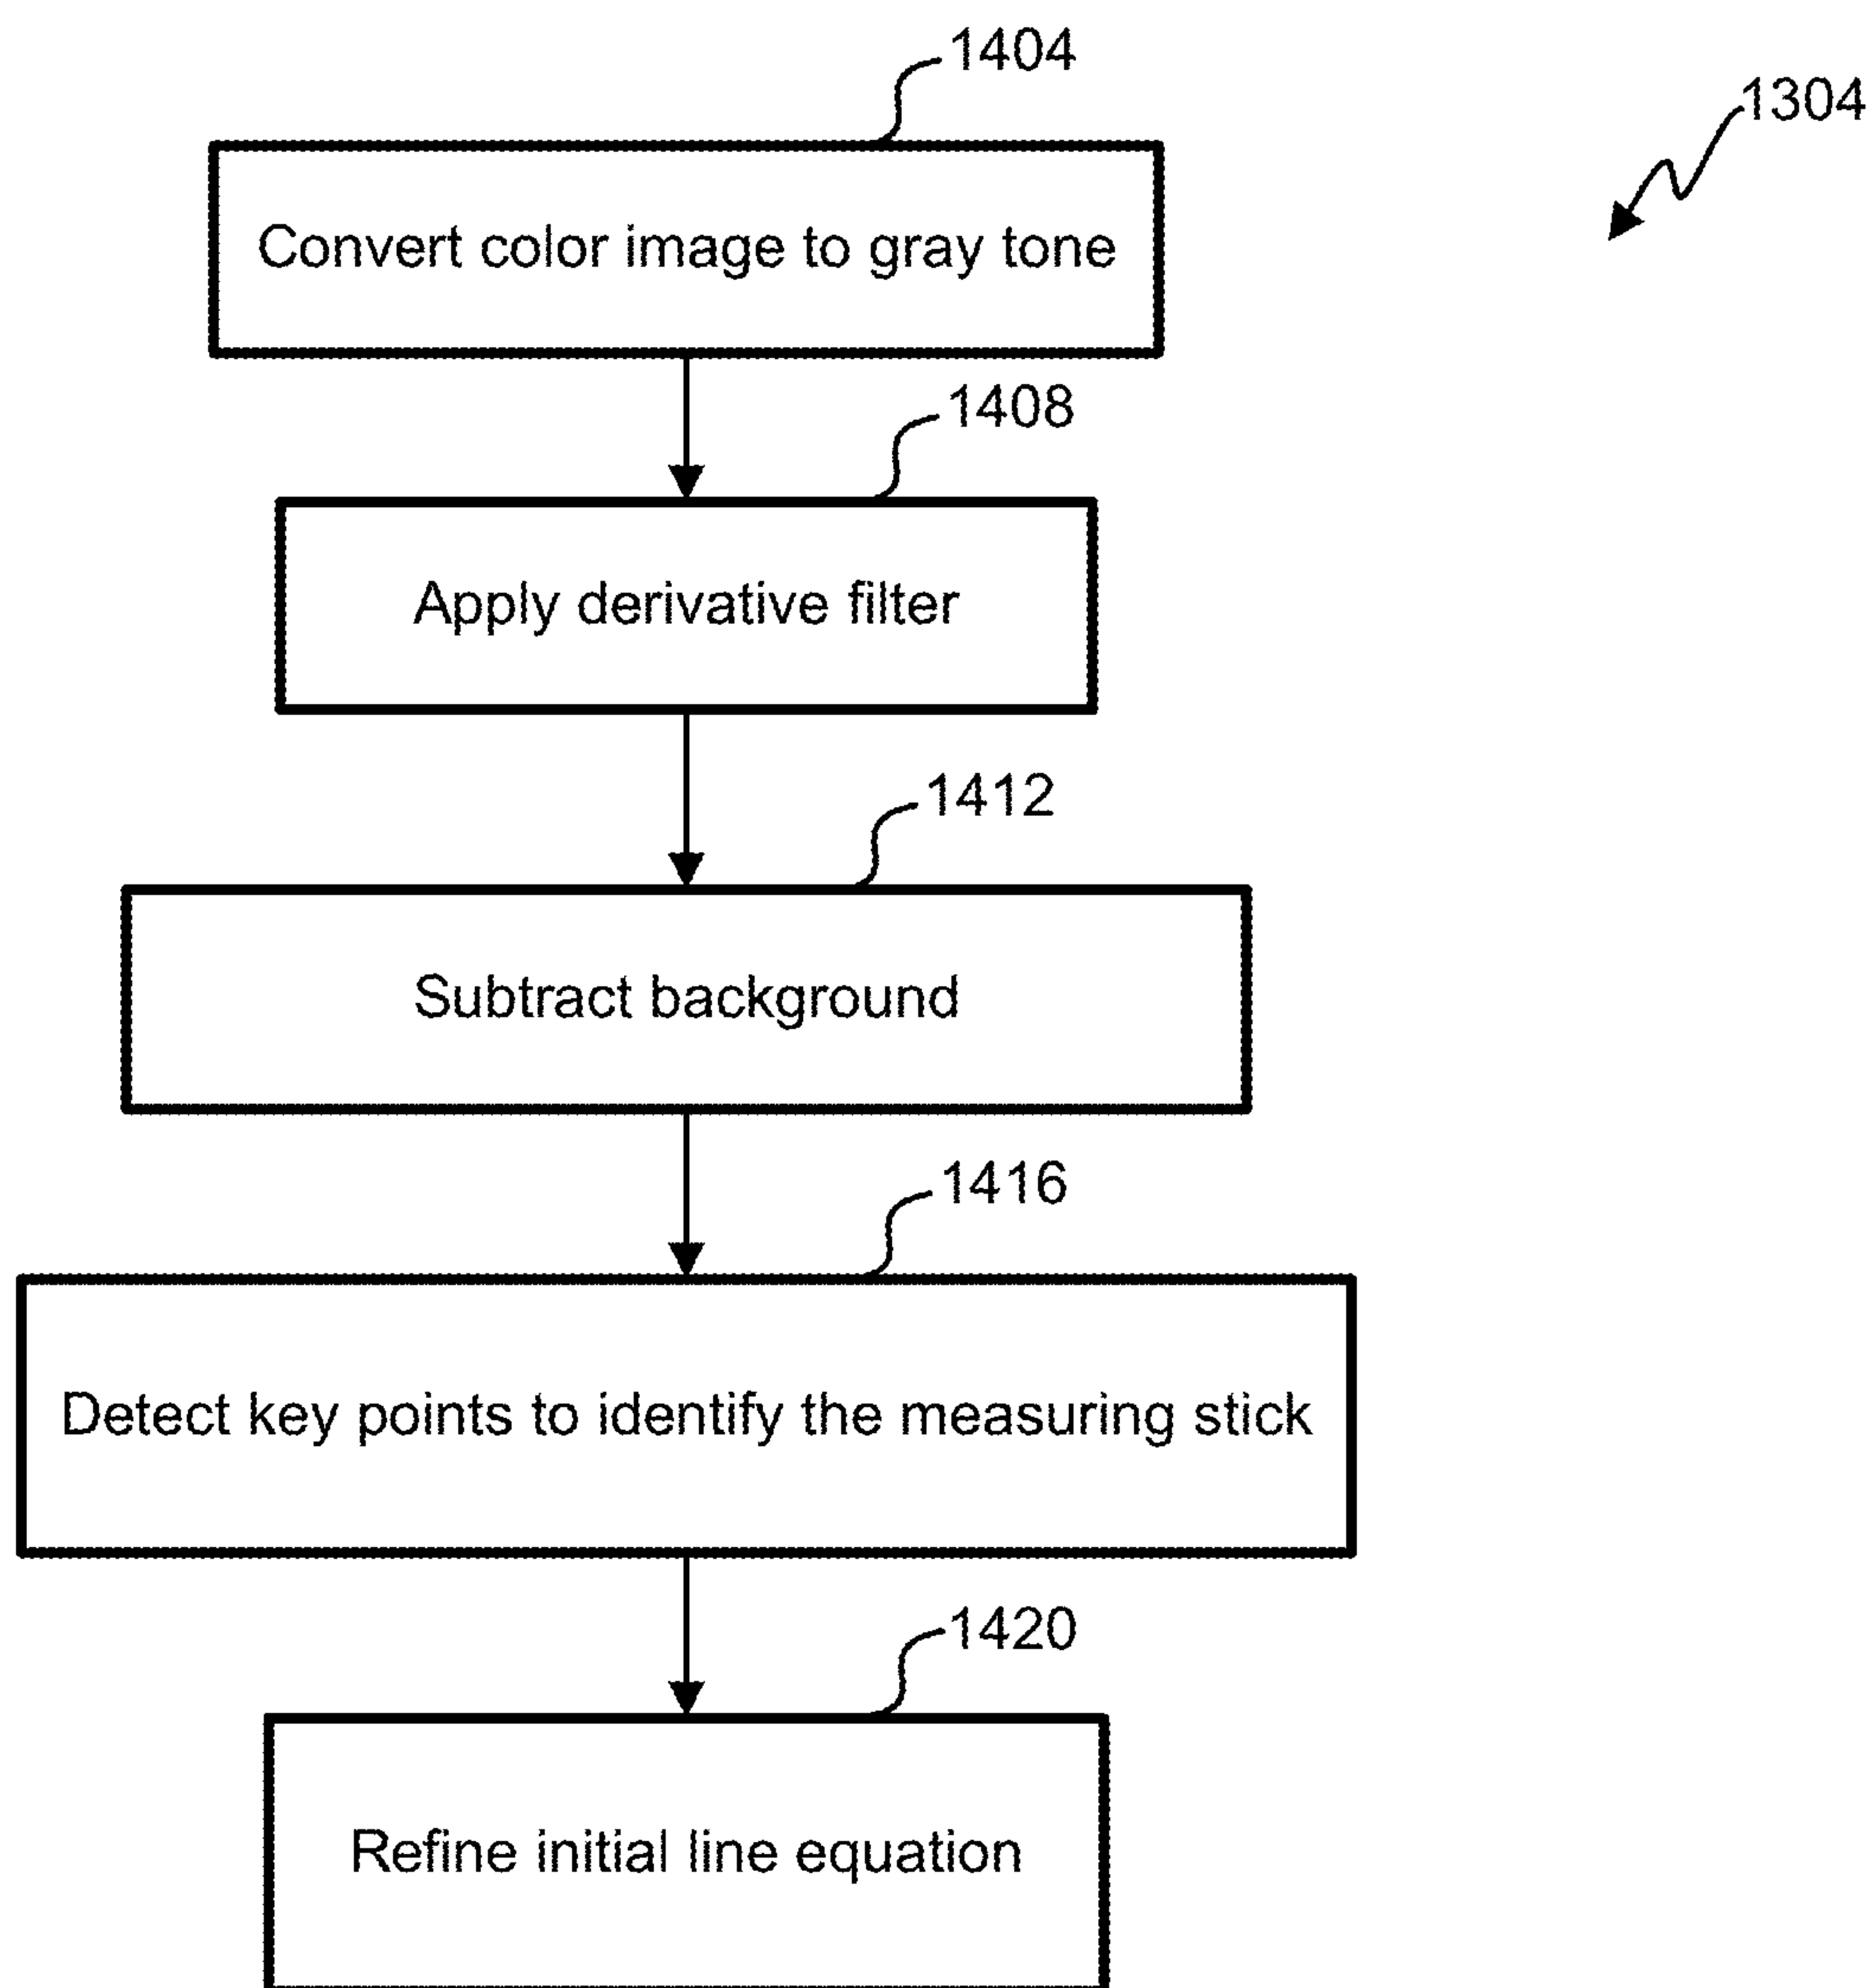 1404
1304
Convert color image to gray tone
1408
Apply derivative filter
1412
Subtract background
1416
Detect key points to identify the measuring stick
1420
Refine initial line equation